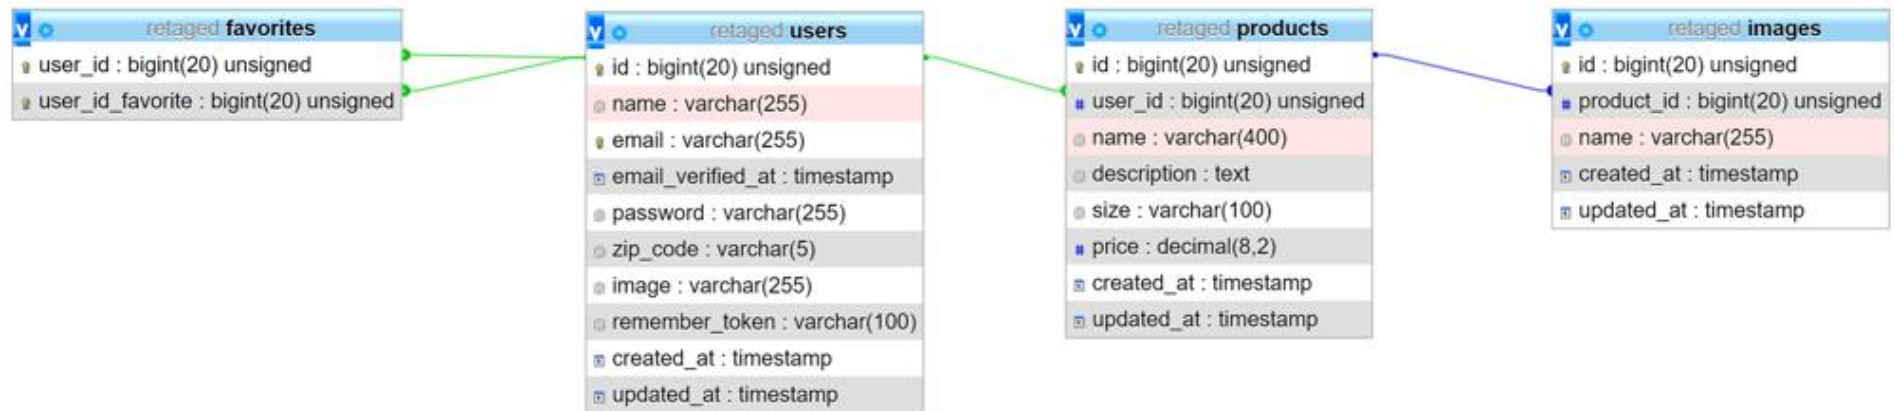 retaged favorites
user_id : bigint(20) unsigned
user_id_favorite : bigint(20) unsigned
retaged users
id : bigint(20) unsigned
name : varchar(255)
email : varchar(255)
email_verified_at : timestamp
password : varchar(255)
zip_code : varchar(5)
image : varchar(255)
remember_token : varchar(100)
created_at : timestamp
updated_at : timestamp
retaged products
id : bigint(20) unsigned
user_id : bigint(20) unsigned
name : varchar(400)
description : text
size : varchar(100)
price : decimal(8,2)
created_at : timestamp
updated_at : timestamp
retaged images
id : bigint(20) unsigned
product_id : bigint(20) unsigned
name : varchar(255)
created_at : timestamp
updated_at : timestamp